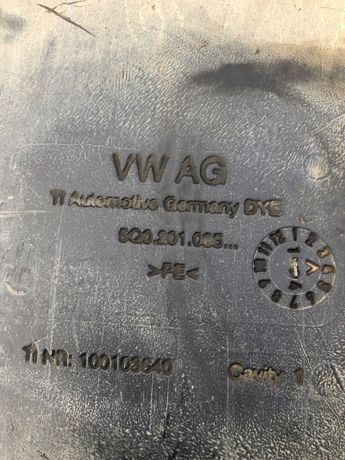 VW AG
TI Automotive Germany DYE
5Q0.201.085...
>PE<
TI NR: 100103640
Cavity 1